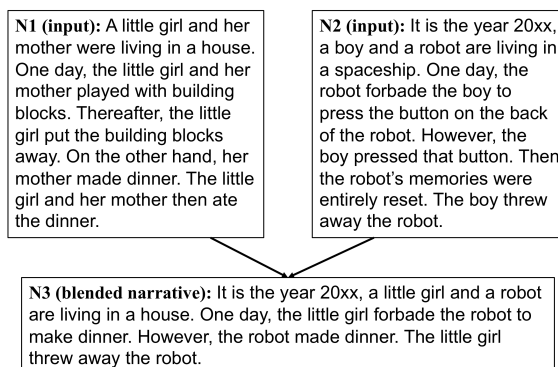 N1 (input): A little girl and her
mother were living in a house.
One day, the little girl and her
mother played with building
blocks. Thereafter, the little
girl put the building blocks
away. On the other hand, her
mother made dinner. The little
girl and her mother then ate
the dinner.
N2 (input): It is the year 20xx,
a boy and a robot are living in
a spaceship. One day, the
robot forbade the boy to
press the button on the back
of the robot. However, the
boy pressed that button. Then
the robot’s memories were
entirely reset. The boy threw
away the robot.
N3 (blended narrative): It is the year 20xx, a little girl and a robot
are living in a house. One day, the little girl forbade the robot to
make dinner. However, the robot made dinner. The little girl
threw away the robot.